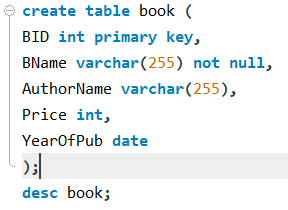 create table book (
BID int primary key,
BName varchar(255) not null,
AuthorName varchar(255),
Price int,
YearOfPub date
);
desc book;